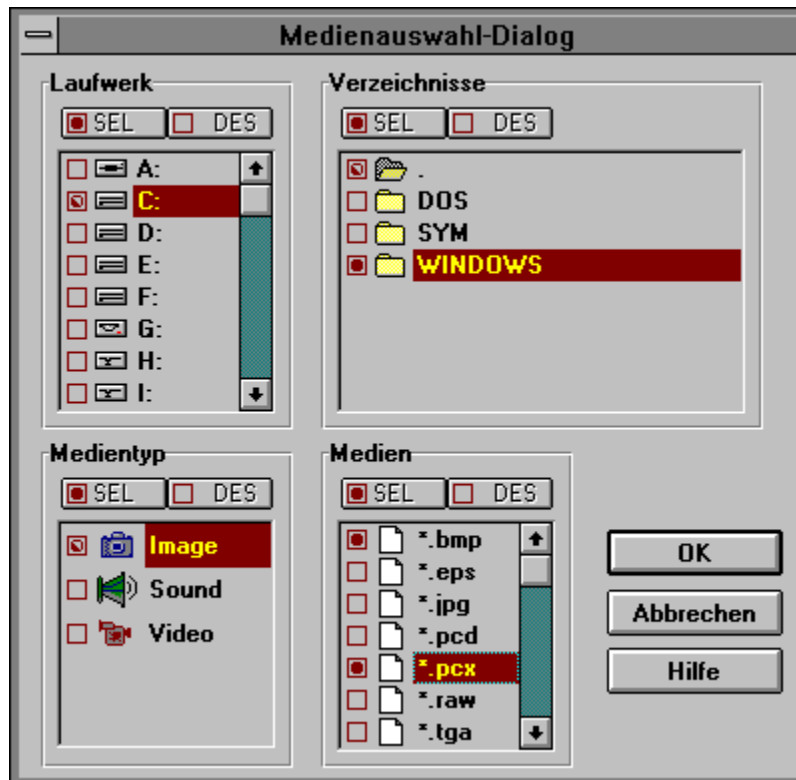 Medienauswahl-Dialog
Laufwerk
SEL DES
A:
C:
D:
E:
F:
G:
H:
I:
Verzeichnisse
SEL DES
.
DOS
SYM
WINDOWS
Medientyp
SEL DES
Image
Sound
Video
Medien
SEL DES
*.bmp
*.eps
*.jpg
*.pcd
*.pcx
*.raw
*.tga
OK
Abbrechen
Hilfe